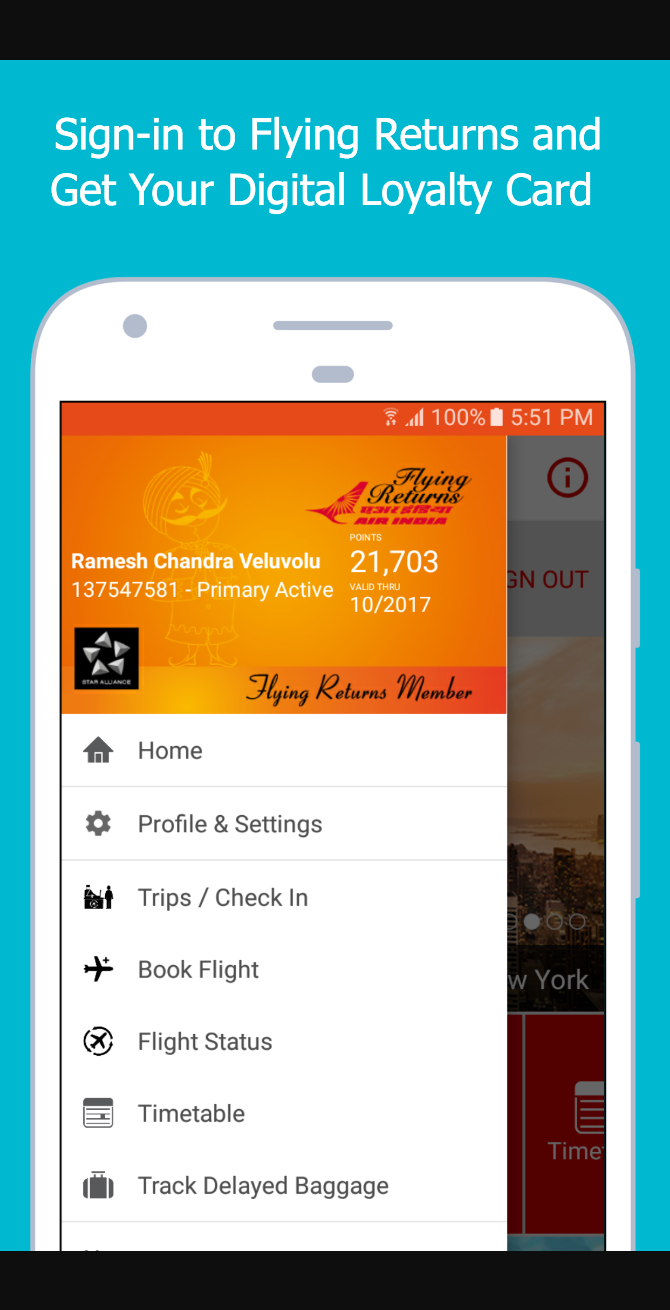 Sign-in to Flying Returns and
Get Your Digital Loyalty Card
100% 5:51 PM
Flying
Returns
एअर इंडिया
AIR INDIA
POINTS
Ramesh Chandra Veluvolu
21,703
137547581 - Primary Active
VALID THRU
10/2017
STAR ALLIANCE
Flying Returns Member
GN OUT
Home
Profile & Settings
Trips / Check In
Book Flight
w York
Flight Status
Timetable
Time
Track Delayed Baggage